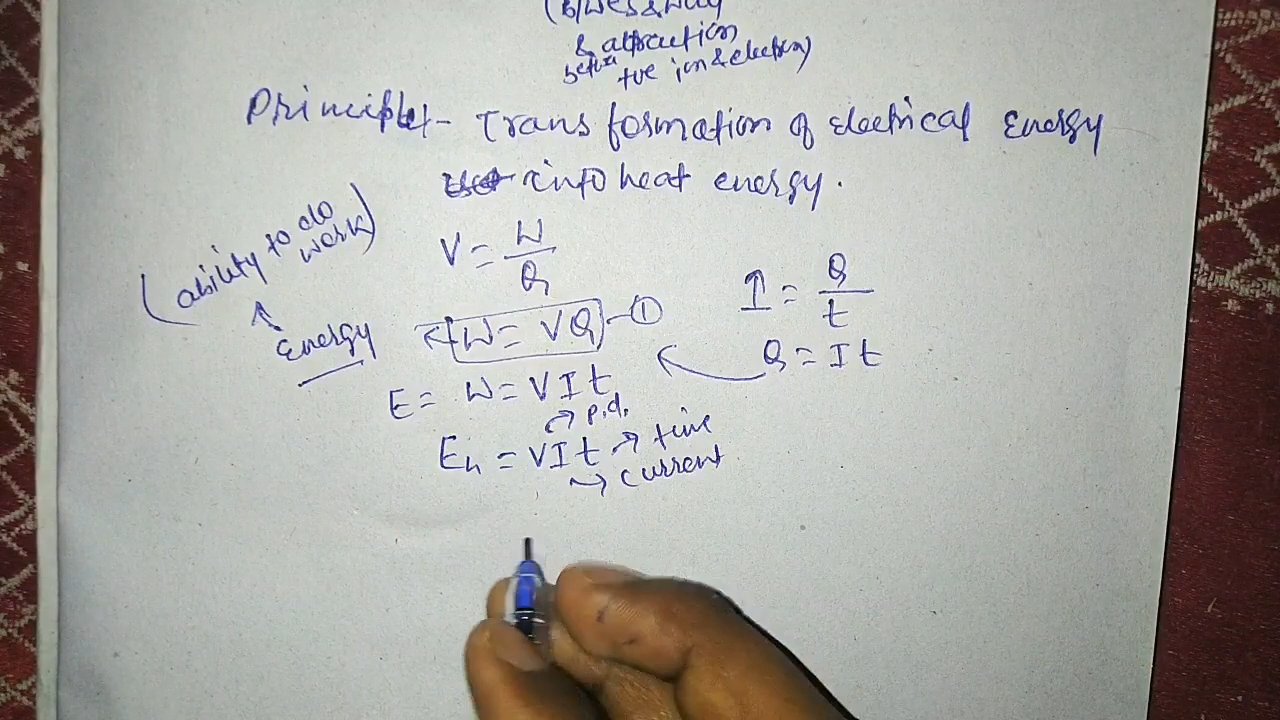 & attraction
+ve ion & electron)
Principle:- Transformation of electrical Energy
into heat energy.
(ability to do work)
V = W/Q
I = Q/t
Energy
W = VQ - ①
Q = It
E = W = VIt
→ p.d.
En = VIt → time
→ current